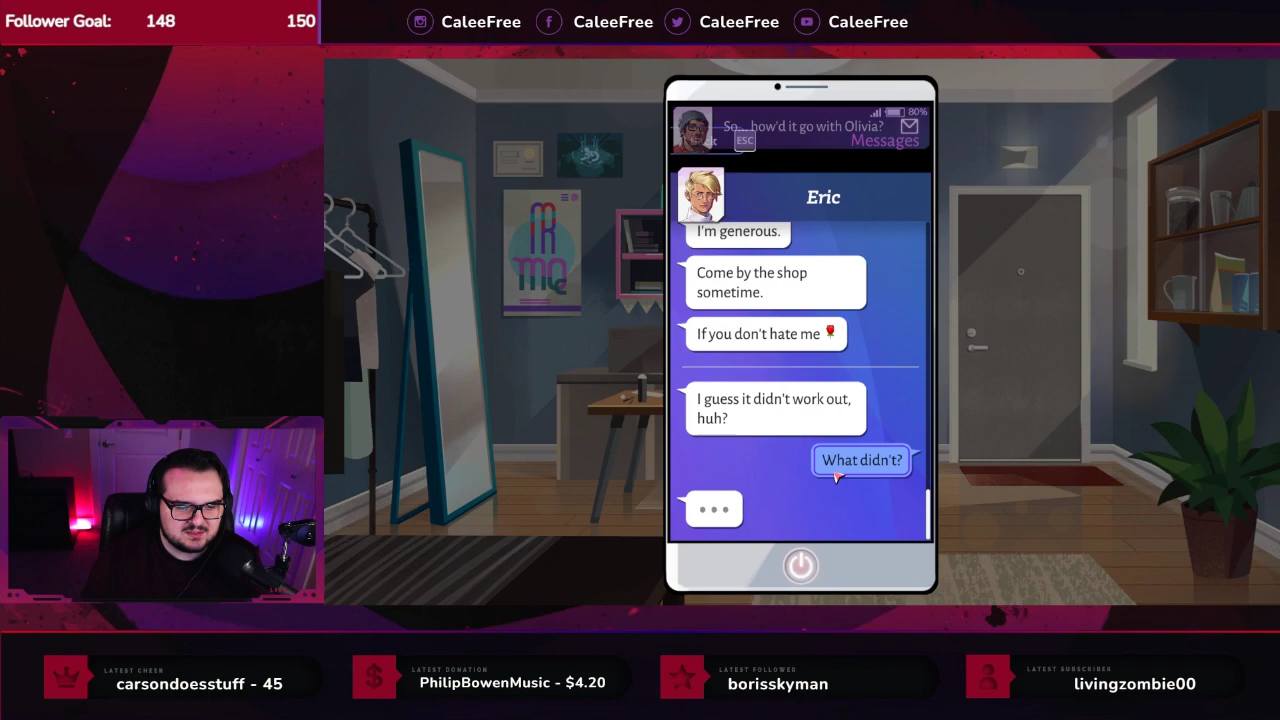 Follower Goal: 148 150
CaleeFree CaleeFree CaleeFree CaleeFree
80%
So... how'd it go with Olivia?
ESC
Messages
Eric
I'm generous.
Come by the shop
sometime.
If you don't hate me
I guess it didn't work out,
huh?
What didn't?
LATEST CHEER
carsondoesstuff - 45
LATEST DONATION
PhilipBowenMusic - $4.20
LATEST FOLLOWER
borisskyman
LATEST SUBSCRIBER
livingzombie00